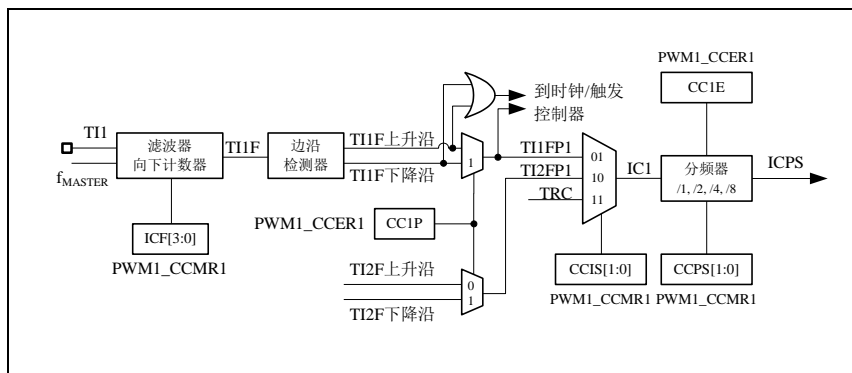 PWM1_CCER1
CC1E
到时钟/触发
控制器
TI1
f_MASTER
滤波器
向下计数器
TI1F
边沿
检测器
TI1F上升沿
TI1F下降沿
1
TI1FP1
TI2FP1
TRC
01
10
11
IC1
分频器
/1, /2, /4, /8
ICPS
PWM1_CCER1
CC1P
ICF[3:0]
PWM1_CCMR1
TI2F上升沿
TI2F下降沿
0
1
CCIS[1:0]
PWM1_CCMR1
CCPS[1:0]
PWM1_CCMR1